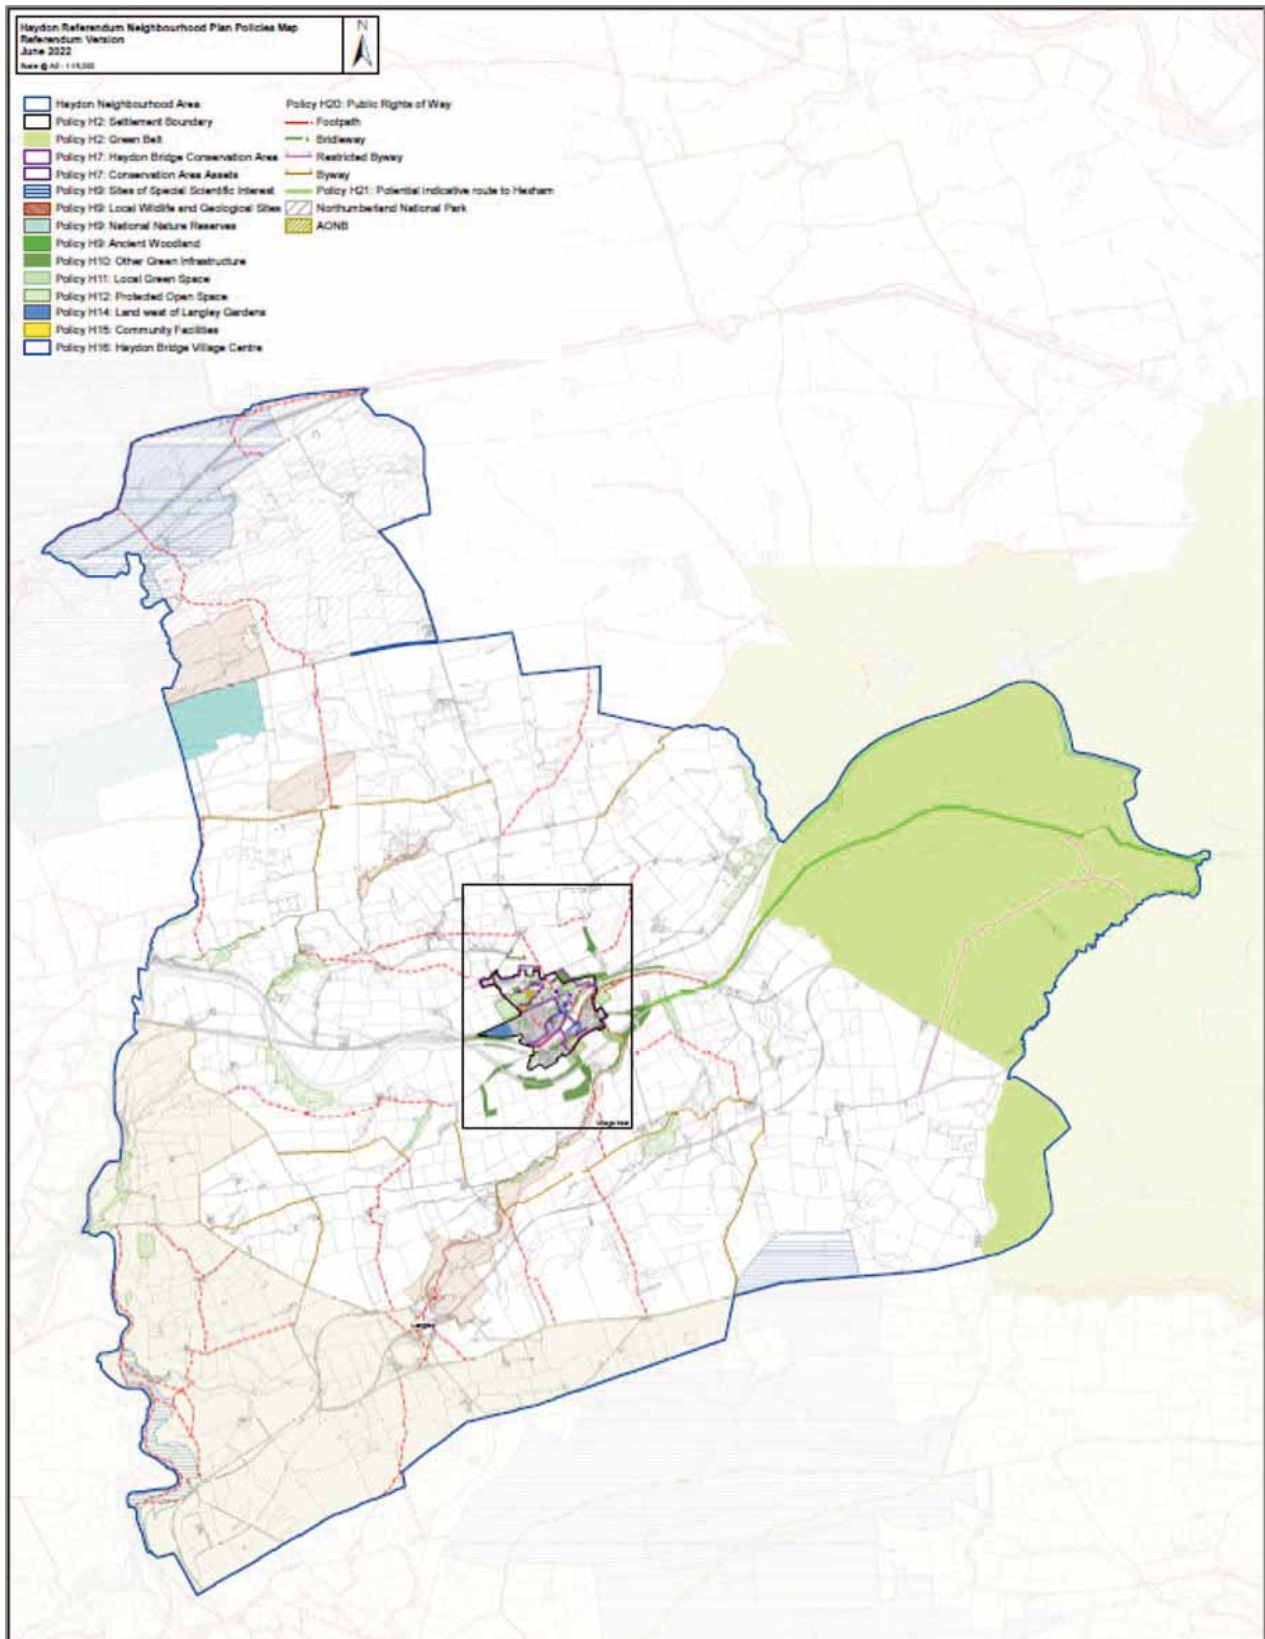 Haydon Referendum Neighbourhood Plan Policies Map
Referendum Version
June 2022
N
Haydon Neighbourhood Area
Policy H2: Settlement Boundary
Policy H2: Green Belt
Policy H7: Haydon Bridge Conservation Area
Policy H7: Conservation Area Assets
Policy H9: Sites of Special Scientific Interest
Policy H9: Local Wildlife and Geological Sites
Policy H9: National Nature Reserves
Policy H9: Ancient Woodland
Policy H10: Other Green Infrastructure
Policy H11: Local Green Space
Policy H12: Protected Open Space
Policy H14: Land west of Langley Gardens
Policy H15: Community Facilities
Policy H16: Haydon Bridge Village Centre
Policy H20: Public Rights of Way
Footpath
Bridleway
Restricted Byway
Byway
Policy H21: Potential indicative route to Hexham
Northumberland National Park
AONB
Village Inset
Langley